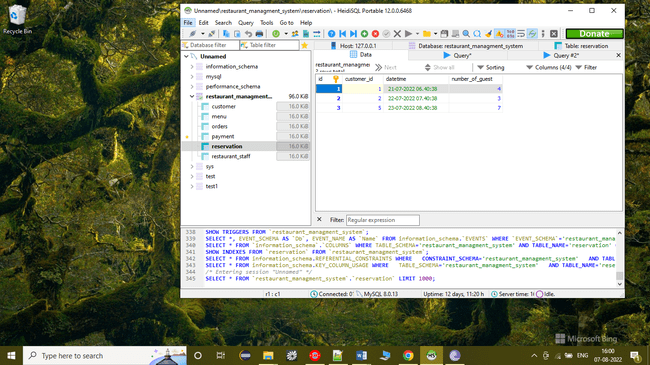 Recycle Bin
Unnamed\restaurant_managment_system\reservation\ - HeidiSQL Portable 12.0.0.6468
File Edit Search Query Tools Go to Help
Donate
Database filter Table filter
Host: 127.0.0.1 Database: restaurant_managment_system Table: reservation
Data Query* Query #2*
Unnamed
information_schema
mysql
performance_schema
restaurant_managment... 96.0 KiB
customer 16.0 KiB
menu 16.0 KiB
orders 16.0 KiB
payment 16.0 KiB
reservation 16.0 KiB
restaurant_staff 16.0 KiB
sys
test
test1
restaurant_managm
Next Show all Sorting Columns (4/4) Filter
id customer_id datetime number_of_guest
1 1 21-07-2022 06.40:38 4
2 2 22-07-2022 07.40:38 3
3 5 23-07-2022 08.40:38 7
Filter: Regular expression
338 SHOW TRIGGERS FROM `restaurant_managment_system`;
339 SELECT *, EVENT_SCHEMA AS `Db`, EVENT_NAME AS `Name` FROM information_schema.`EVENTS` WHERE `EVENT_SCHEMA`='restaurant_mana
340 SELECT * FROM `information_schema`.`COLUMNS` WHERE TABLE_SCHEMA='restaurant_managment_system' AND TABLE_NAME='reservation'
341 SHOW INDEXES FROM `reservation` FROM `restaurant_managment_system`;
342 SELECT * FROM information_schema.REFERENTIAL_CONSTRAINTS WHERE CONSTRAINT_SCHEMA='restaurant_managment_system' AND TABL
343 SELECT * FROM information_schema.KEY_COLUMN_USAGE WHERE TABLE_SCHEMA='restaurant_managment_system' AND TABLE_NAME='rese
344 /* Entering session "Unnamed" */
345 SELECT * FROM `restaurant_managment_system`.`reservation` LIMIT 1000;
r1 : c1 Connected: 0 MySQL 8.0.13 Uptime: 12 days, 11:20 h Server time: 1 Idle.
Microsoft Bing
Type here to search
ENG
16:00
07-08-2022